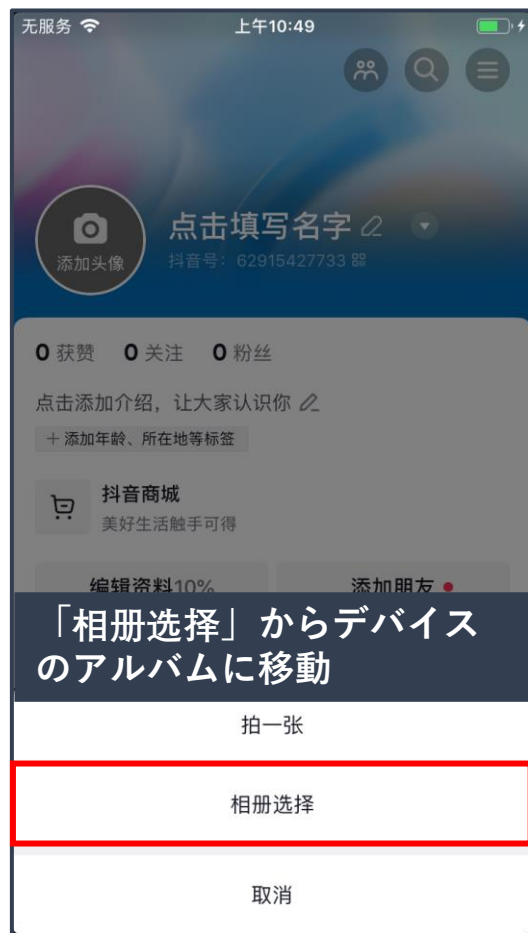 无服务 上午10:49
点击填写名字
添加头像 抖音号：62915427733
0 获赞 0 关注 0 粉丝
点击添加介绍，让大家认识你
+ 添加年龄、所在地等标签
抖音商城
美好生活触手可得
编辑资料10% 添加朋友
「相册选择」からデバイス
のアルバムに移動
拍一张
相册选择
取消